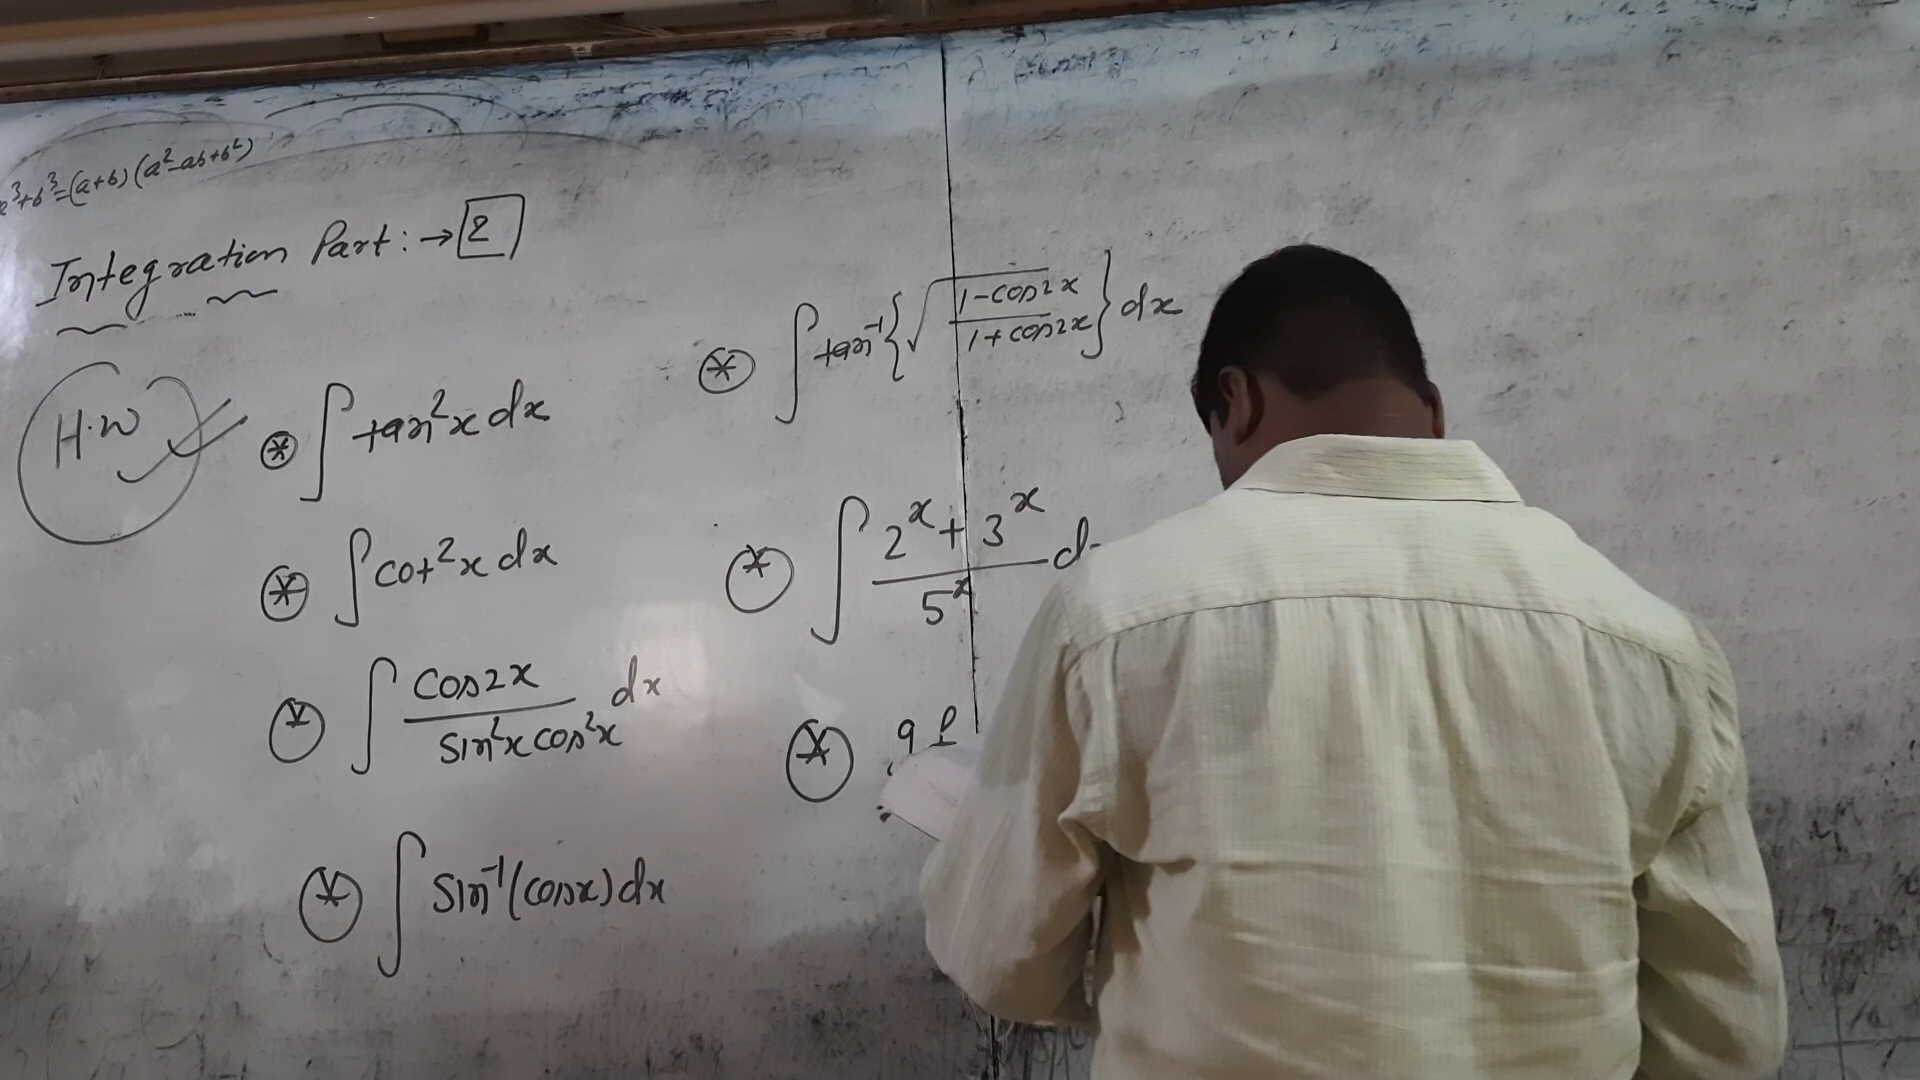 a³+b³=(a+b)(a²-ab+b²)
Integration Part:→ 2
H.W
⊛ ∫ tan²x dx
⊛ ∫ cot²x dx
⊛ ∫ cos2x / sin²x cos²x dx
⊛ ∫ sin⁻¹(cosx) dx
⊛ ∫ tan⁻¹{√(1-cos2x / 1+cos2x)} dx
⊛ ∫ 2ˣ+3ˣ / 5ˣ d
⊛